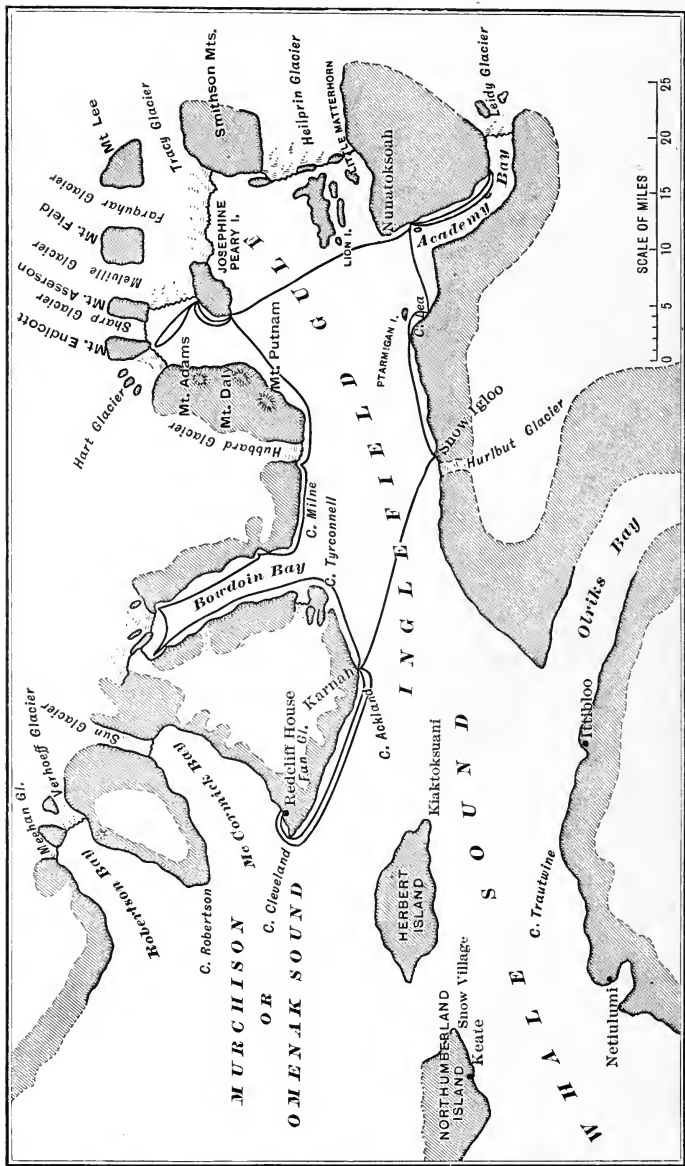 Meehan Gl.
Verhoeff Glacier
Sun Glacier
Robertson Bay
C. Robertson
McCormick Bay
MURCHISON
OR
OMENAK SOUND
C. Cleveland
Redcliff House
Fan Gl.
Karnah
C. Ackland
Bowdoin Bay
C. Tyrconnell
C. Milne
Hubbard Glacier
Hart Glacier
Mt. Adams
Mt. Daly
Mt. Putnam
Mt. Endicott
Sharp Glacier
Mt. Asserson
Melville Glacier
Mt. Field
Farquhar Glacier
Mt Lee
Tracy Glacier
Smithson Mts.
JOSEPHINE
PEARY I.
Heilprin Glacier
LITTLE MATTERHORN
LION I.
Nunatoksoah
Leidy Glacier
Academy Bay
PTARMIGAN I.
C. Lea
Snow Igloo
Hurlbut Glacier
INGLEFIELD GULF
NORTHUMBERLAND
ISLAND
Snow Village
Keate
HERBERT
ISLAND
Kiaktoksuani
WHALE SOUND
Olriks Bay
Ittibloo
C. Trautwine
Netiulumi
SCALE OF MILES
0 5 10 15 20 25